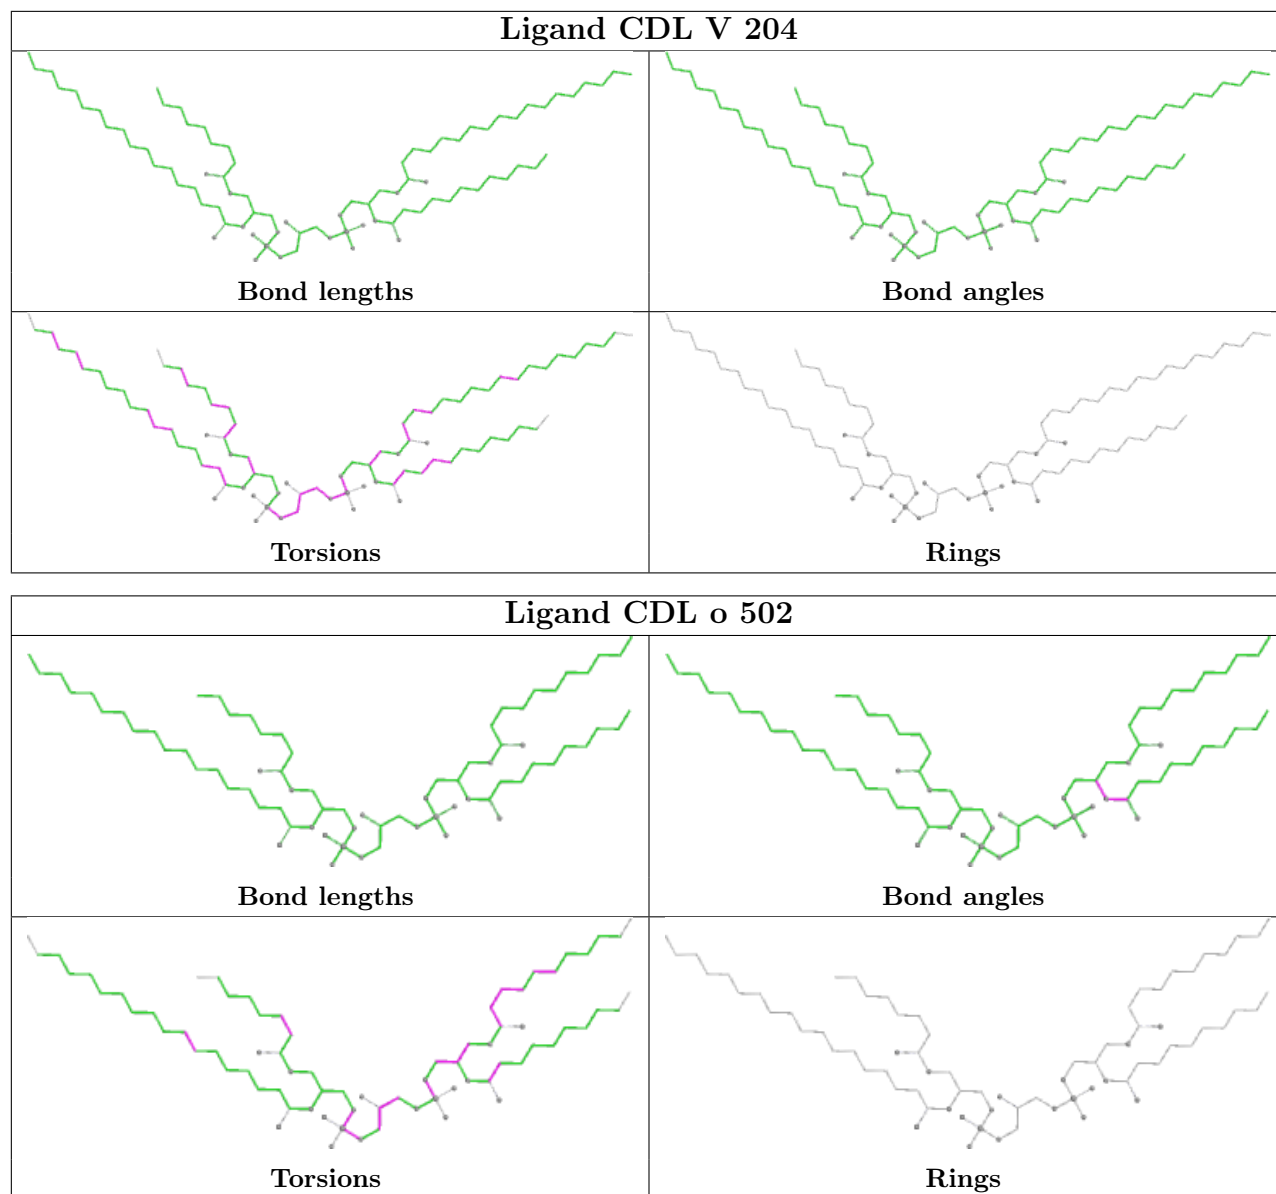 Ligand CDL V 204
Bond lengths
Bond angles
Torsions
Rings
Ligand CDL o 502
Bond lengths
Bond angles
Torsions
Rings